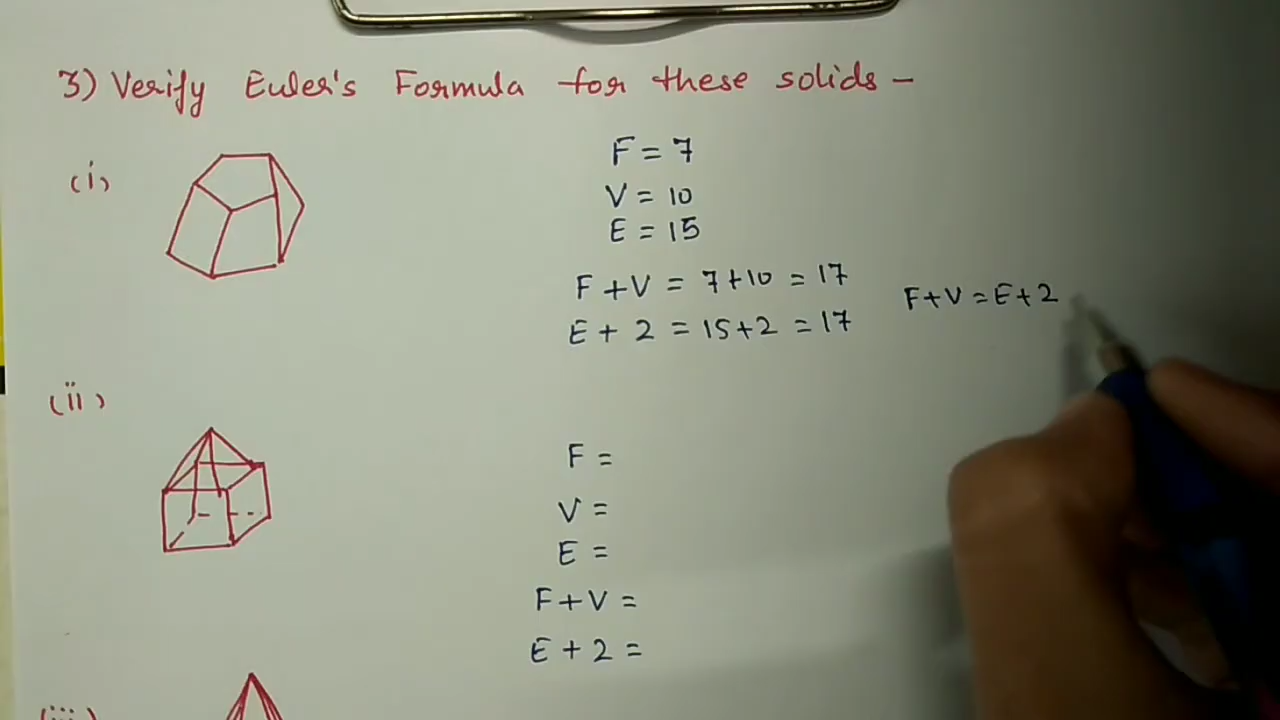 3) Verify Euler's Formula for these solids -
(i)
F = 7
V = 10
E = 15
F + V = 7+10 = 17
E + 2 = 15+2 = 17
F+V = E+2
(ii)
F =
V =
E =
F+V =
E + 2 =
(iii)